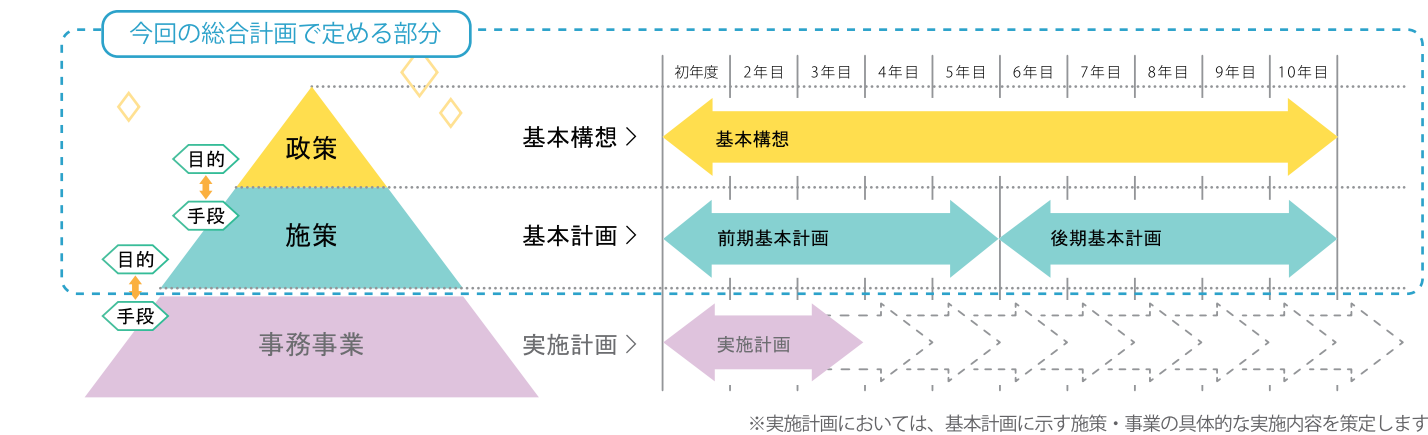 今回の総合計画で定める部分
初年度 2年目 3年目 4年目 5年目 6年目 7年目 8年目 9年目 10年目
政策
目的
手段
基本構想
基本構想
施策
目的
手段
基本計画
前期基本計画
後期基本計画
事務事業
実施計画
実施計画
※実施計画においては、基本計画に示す施策・事業の具体的な実施内容を策定します